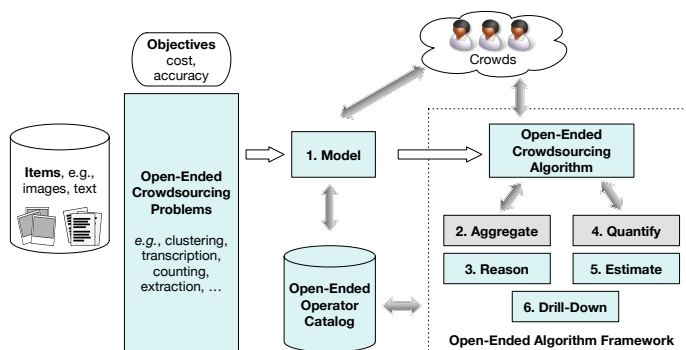 Objectives
cost,
accuracy
Crowds
Items, e.g.,
images, text
Open-Ended
Crowdsourcing
Problems
e.g., clustering,
transcription,
counting,
extraction, …
1. Model
Open-Ended
Operator
Catalog
Open-Ended
Crowdsourcing
Algorithm
2. Aggregate
4. Quantify
3. Reason
5. Estimate
6. Drill-Down
Open-Ended Algorithm Framework